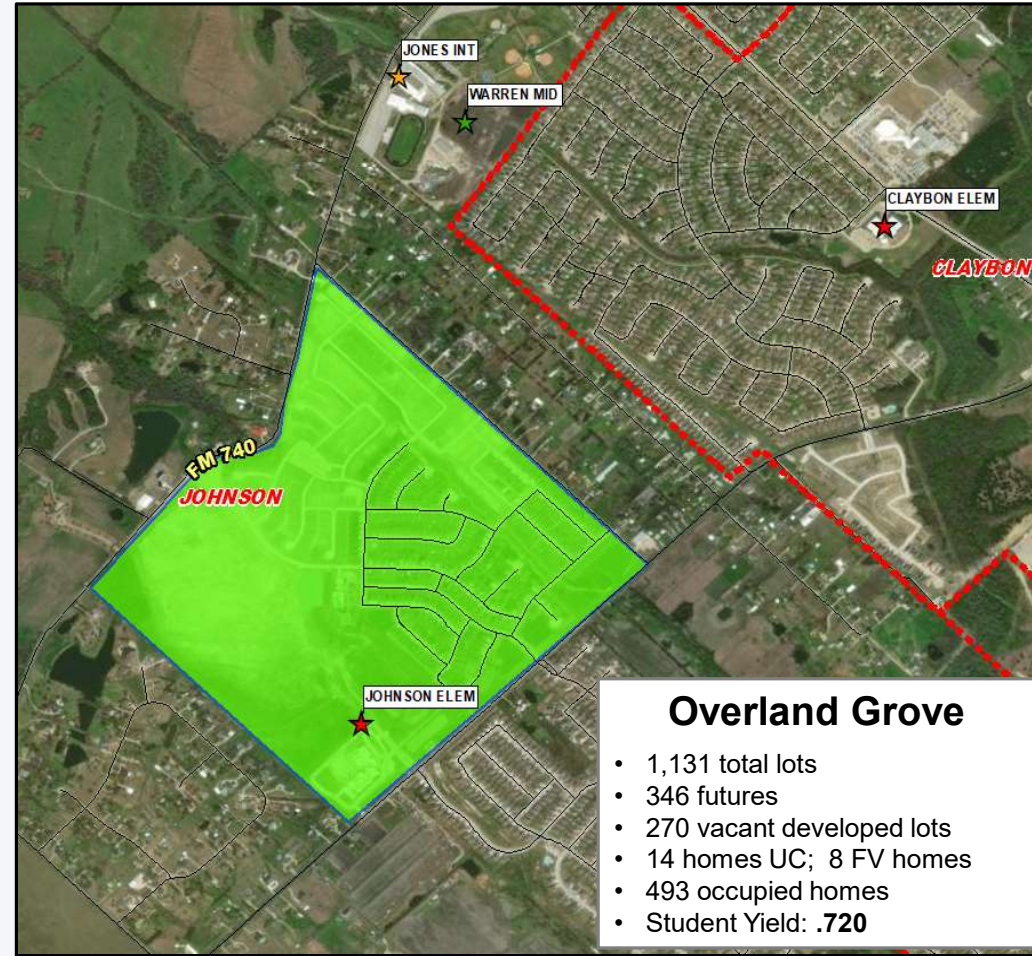 JONES INT
WARREN MID
CLAYBON ELEM
CLAYBON
FM 740
JOHNSON
JOHNSON ELEM
Overland Grove
• 1,131 total lots
• 346 futures
• 270 vacant developed lots
• 14 homes UC; 8 FV homes
• 493 occupied homes
• Student Yield: .720